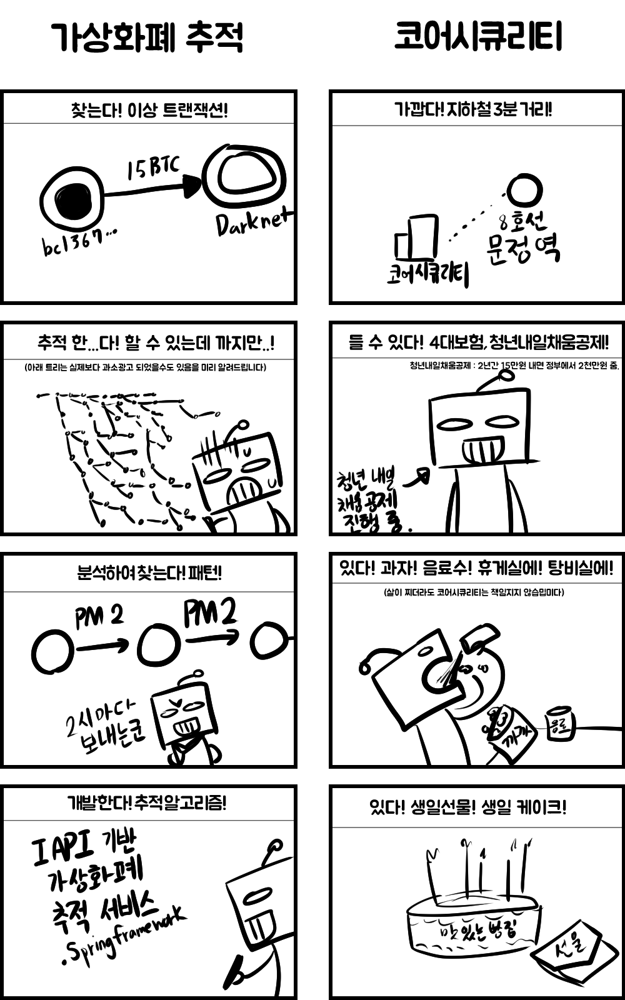 가상화폐 추적
찾는다! 이상 트랜잭션!
15BTC
bc1367...
Darknet
추적 한...다! 할 수 있는데 까지만..!
(아래 트리는 실제보다 과소광고 되었을수도 있음을 미리 알려드립니다)
분석하여 찾는다! 패턴!
PM 2
PM 2
2시마다
보내는군
개발한다! 추적 알고리즘!
IAPI 기반
가상화폐
추적 서비스
.Springframework
코어시큐리티
가깝다! 지하철 3분 거리!
8호선
문정역
코어시큐리티
들 수 있다! 4대보험, 청년내일채움공제!
청년내일채움공제 : 2년간 15만원 내면 정부에서 2천만원 줌.
청년 내일
채움공제
진행 중.
있다! 과자! 음료수! 휴게실에! 탕비실에!
(살이 찌더라도 코어시큐리티는 책임지지 않습밉미다)
까까
음료
있다! 생일선물! 생일 케이크!
맛있는 빵집
선물